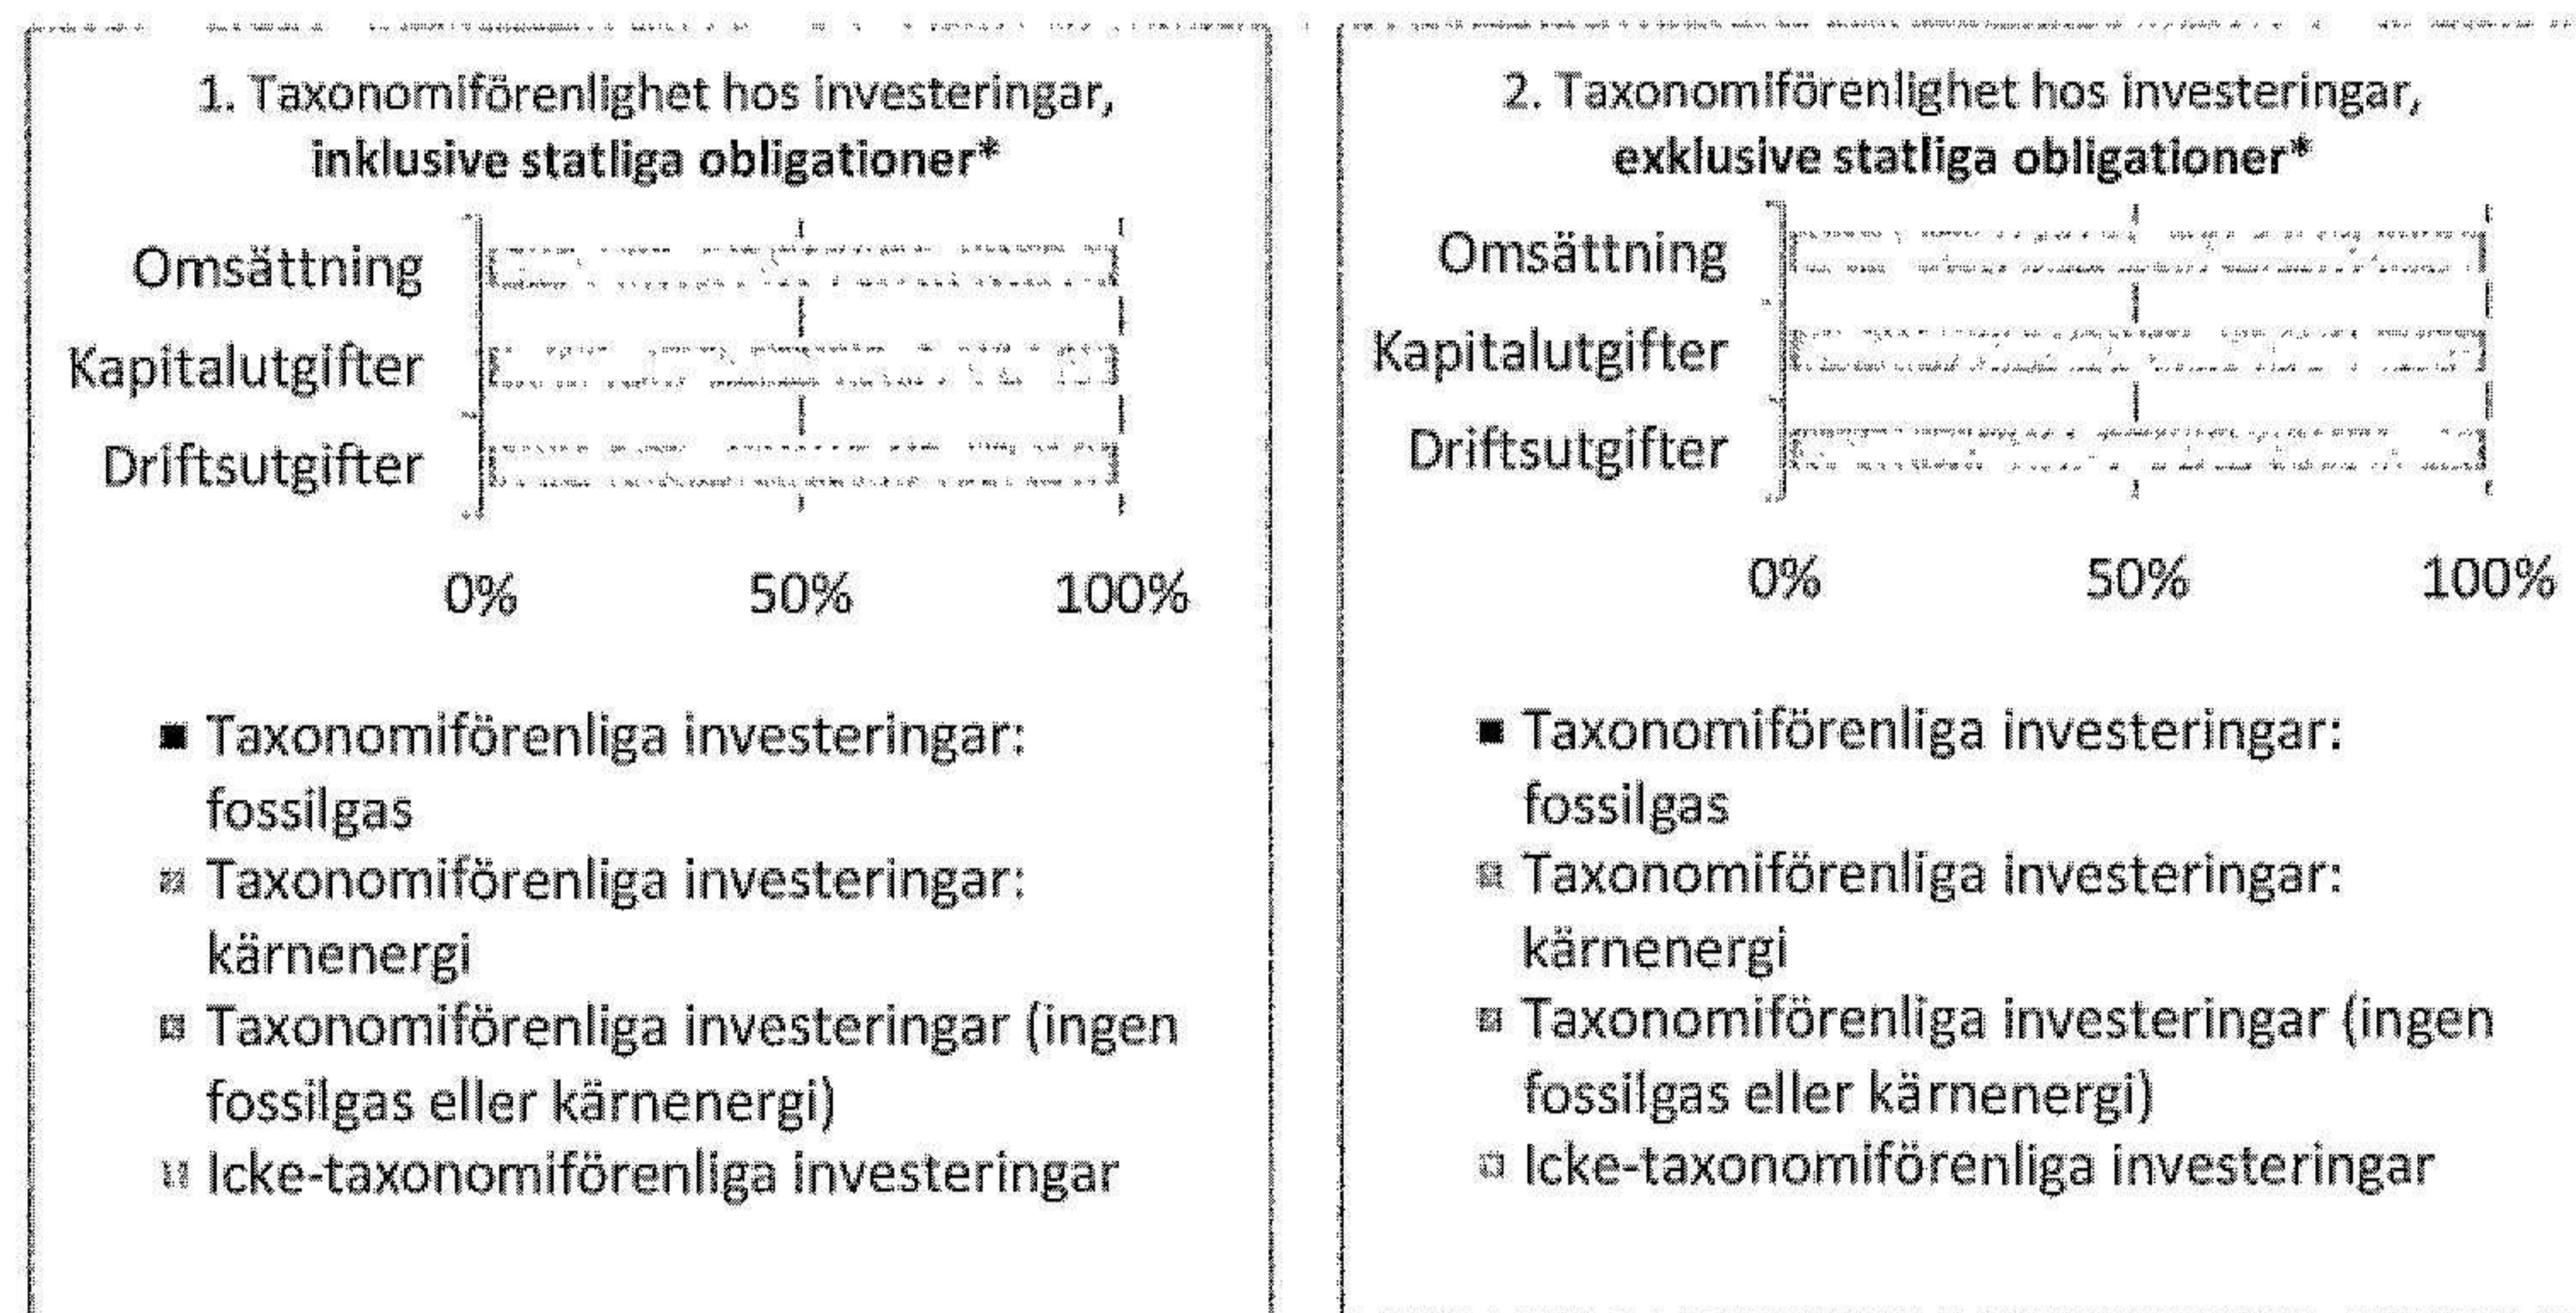 1. Taxonomiförenlighet hos investeringar,
inklusive statliga obligationer*
Omsättning
Kapitalutgifter
Driftsutgifter
0% 50% 100%
Taxonomiförenliga investeringar:
fossilgas
Taxonomiförenliga investeringar:
kärnenergi
Taxonomiförenliga investeringar (ingen
fossilgas eller kärnenergi)
Icke-taxonomiförenliga investeringar
2. Taxonomiförenlighet hos investeringar,
exklusive statliga obligationer*
Omsättning
Kapitalutgifter
Driftsutgifter
0% 50% 100%
Taxonomiförenliga investeringar:
fossilgas
Taxonomiförenliga investeringar:
kärnenergi
Taxonomiförenliga investeringar (ingen
fossilgas eller kärnenergi)
Icke-taxonomiförenliga investeringar